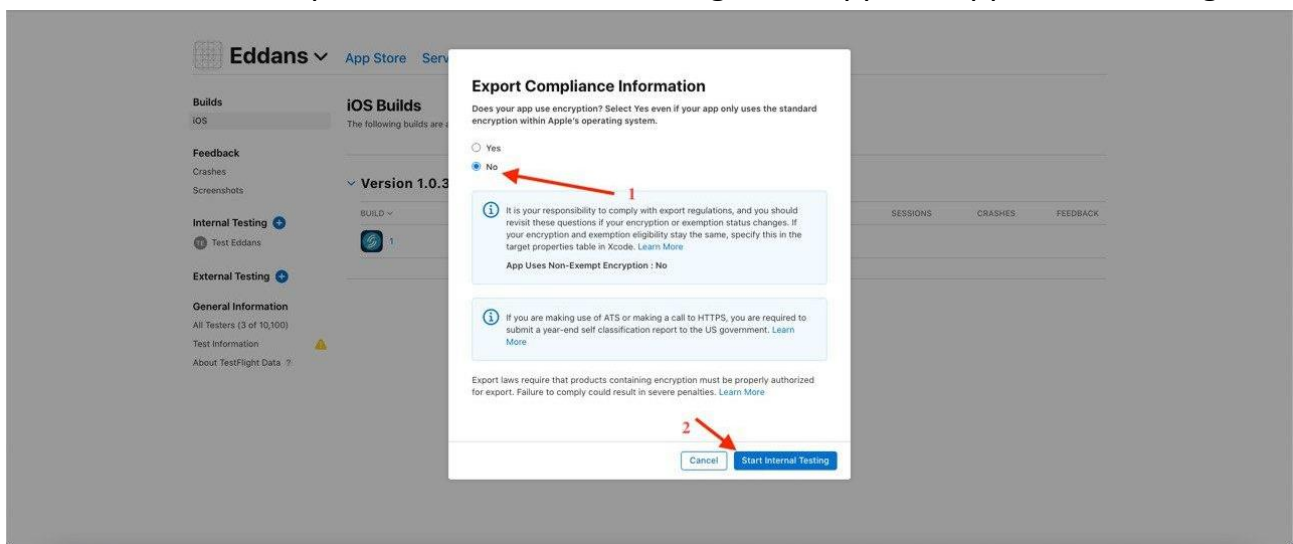 Eddans
App Store
Export Compliance Information
Does your app use encryption? Select Yes even if your app only uses the standard
encryption within Apple's operating system.
Yes
No
1
It is your responsibility to comply with export regulations, and you should
revisit these questions if your encryption or exemption status changes. If
your encryption and exemption eligibility stay the same, specify this in the
target properties table in Xcode. Learn More
App Uses Non-Exempt Encryption : No
If you are making use of ATS or making a call to HTTPS, you are required to
submit a year-end self classification report to the US government. Learn
More
Export laws require that products containing encryption must be properly authorized
for export. Failure to comply could result in severe penalties. Learn More
2
Cancel
Start Internal Testing
Builds
iOS
Feedback
Crashes
Screenshots
Internal Testing
TE
Test Eddans
External Testing
General Information
All Testers (3 of 10,100)
Test Information
About TestFlight Data ?
iOS Builds
The following builds are
Version 1.0.3
BUILD
1
SESSIONS
CRASHES
FEEDBACK